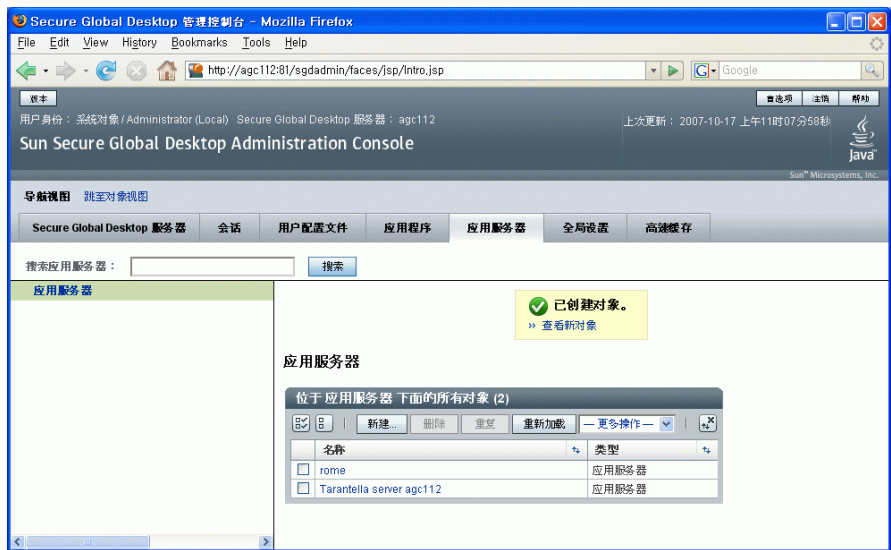 Secure Global Desktop 管理控制台 - Mozilla Firefox
File Edit View History Bookmarks Tools Help
http://agc112:81/sgdadmin/faces/jsp/Intro.jsp
Google
版本
首选项 注销 帮助
用户身份： 系统对象/Administrator (Local) Secure Global Desktop 服务器： agc112
上次更新： 2007-10-17 上午11时07分58秒
Sun Secure Global Desktop Administration Console
Java™
Sun™ Microsystems, Inc.
导航视图 跳至对象视图
Secure Global Desktop 服务器 会话 用户配置文件 应用程序 应用服务器 全局设置 高速缓存
搜索应用服务器： 搜索
应用服务器
已创建对象。
» 查看新对象
应用服务器
位于 应用服务器 下面的所有对象 (2)
新建... 删除 重复 重新加载 — 更多操作 —
名称 类型
rome 应用服务器
Tarantella server agc112 应用服务器